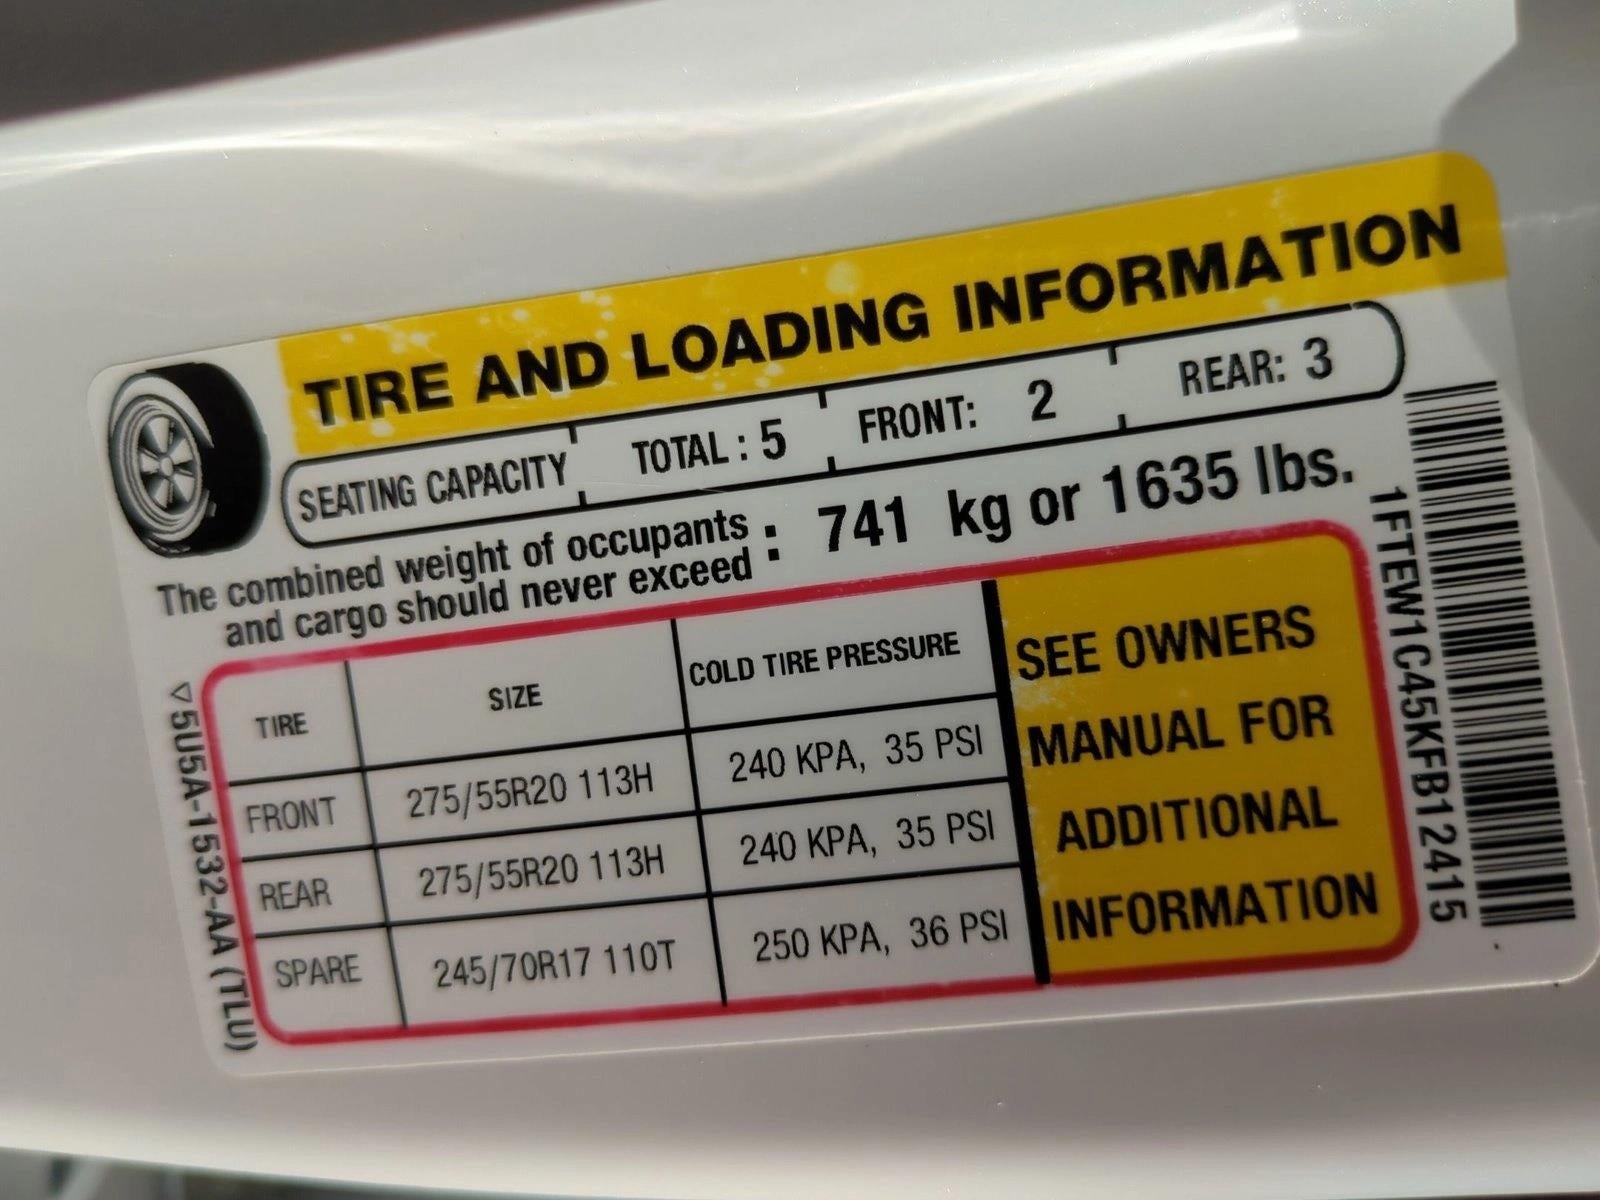 TIRE AND LOADING INFORMATION
SEATING CAPACITY TOTAL : 5 FRONT: 2 REAR: 3
The combined weight of occupants
and cargo should never exceed : 741 kg or 1635 lbs.
TIRE SIZE COLD TIRE PRESSURE
FRONT 275/55R20 113H 240 KPA, 35 PSI
REAR 275/55R20 113H 240 KPA, 35 PSI
SPARE 245/70R17 110T 250 KPA, 36 PSI
SEE OWNERS
MANUAL FOR
ADDITIONAL
INFORMATION
5U5A-1532-AA (TLU)
1FTEW1C45KFB12415